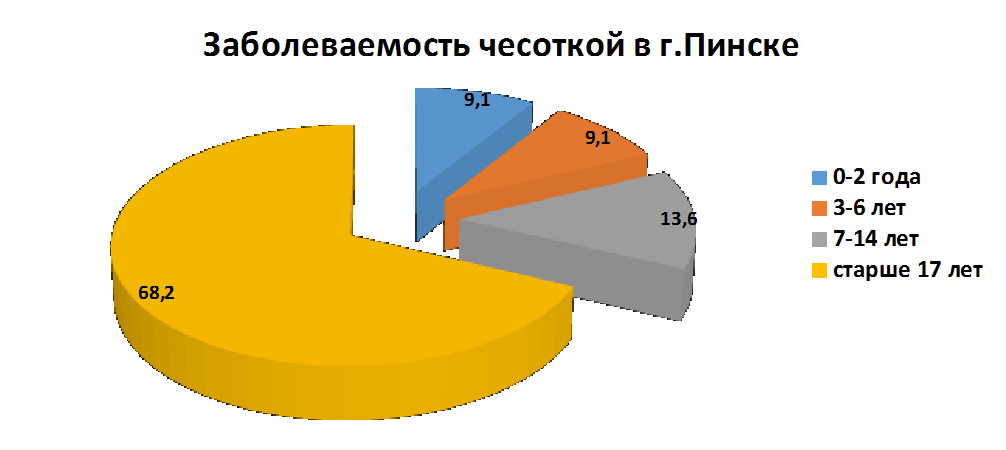 Заболеваемость чесоткой в г.Пинске
9,1
9,1
13,6
68,2
0-2 года
3-6 лет
7-14 лет
старше 17 лет